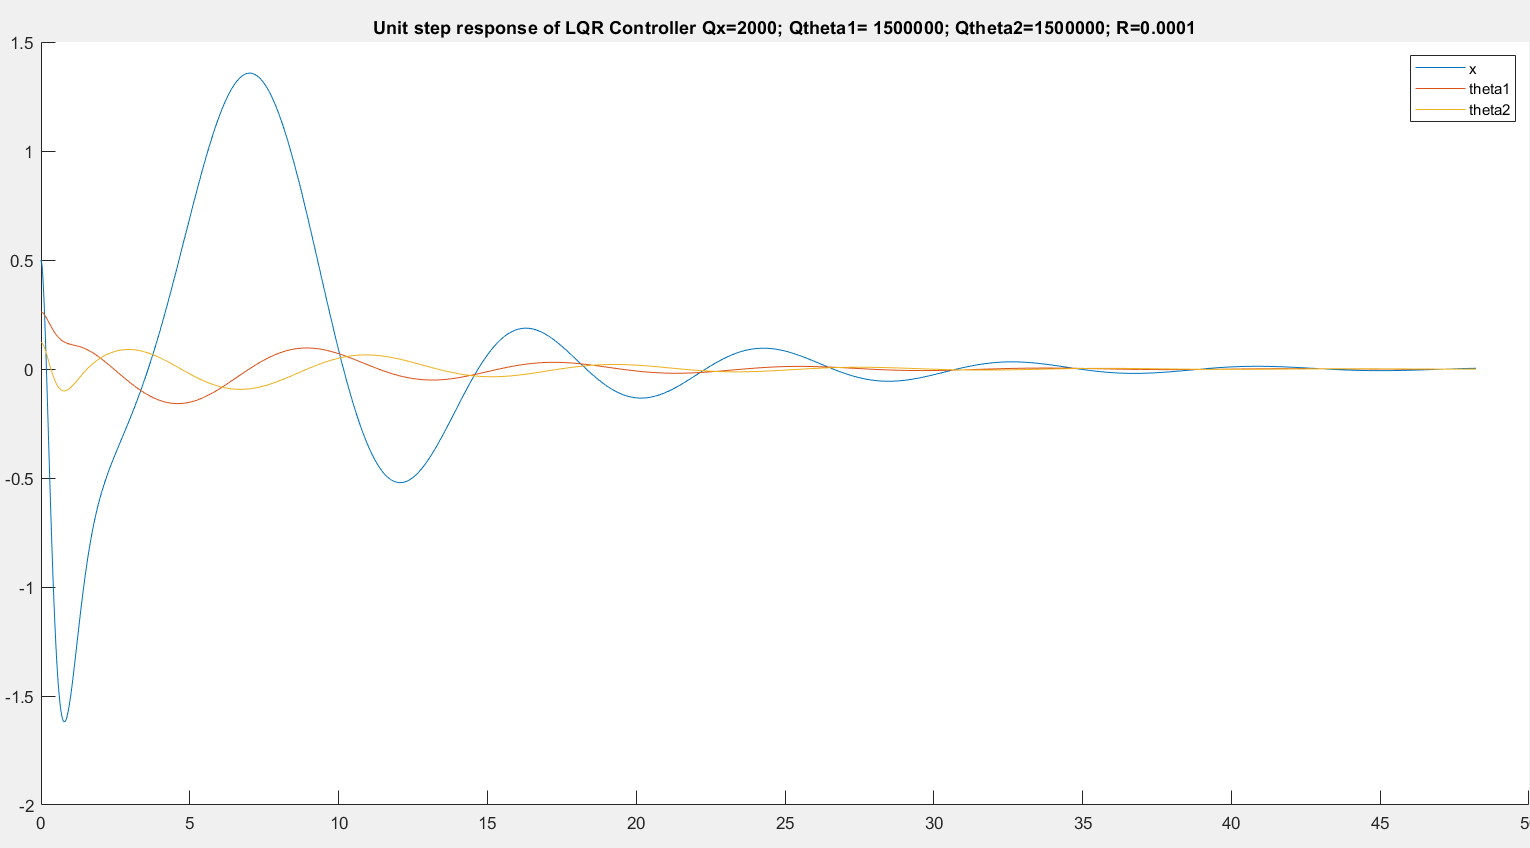 Unit step response of LQR Controller Qx=2000; Qtheta1= 1500000; Qtheta2=1500000; R=0.0001
x
theta1
theta2
1.5
1
0.5
0
-0.5
-1
-1.5
-2
0 5 10 15 20 25 30 35 40 45 5